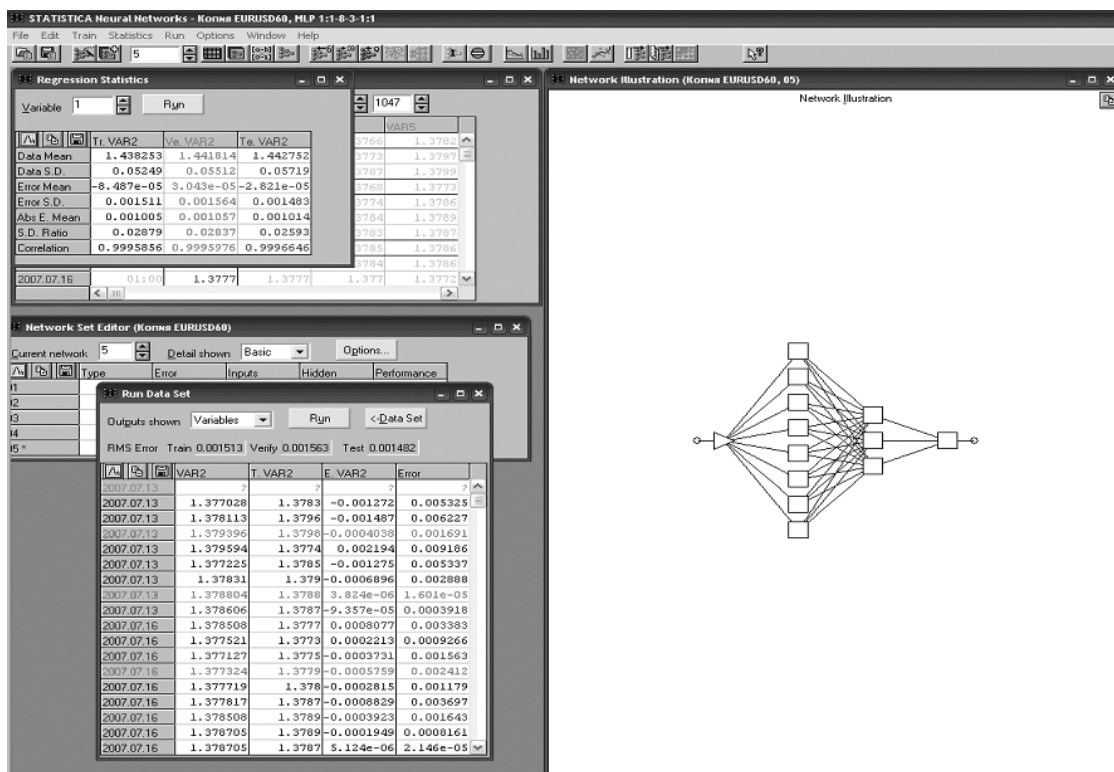 STATISTICA Neural Networks - Копия EURUSD60, MLP 1:1-8-3-1:1
File Edit Train Statistics Run Options Window Help
5
Regression Statistics
Variable 1 Run
Tr. VAR2 Ve. VAR2 Te. VAR2
Data Mean 1.438253 1.441814 1.442752
Data S.D. 0.05249 0.05512 0.05719
Error Mean -8.487e-05 3.043e-05 -2.821e-05
Error S.D. 0.001511 0.001564 0.001483
Abs E. Mean 0.001005 0.001057 0.001014
S.D. Ratio 0.02879 0.02837 0.02593
Correlation 0.9995856 0.9995976 0.9996646
1047
VAR5
3766 1.3782
3773 1.3797
3787 1.3799
3768 1.3773
3774 1.3786
3784 1.3789
3783 1.3787
3785 1.3786
3784 1.3786
2007.07.16 01:00 1.3777 1.3777 1.377 1.3772
Network Set Editor (Копия EURUSD60)
Current network 5 Detail shown Basic Options...
Type Error Inputs Hidden Performance
01
02
03
04
05 *
Run Data Set
Outputs shown Variables Run <-Data Set
RMS Error Train 0.001513 Verify 0.001563 Test 0.001482
VAR2 T. VAR2 E. VAR2 Error
2007.07.13 ? ? ? ?
2007.07.13 1.377028 1.3783 -0.001272 0.005325
2007.07.13 1.378113 1.3796 -0.001487 0.006227
2007.07.13 1.379396 1.3798 -0.0004038 0.001691
2007.07.13 1.379594 1.3774 0.002194 0.009186
2007.07.13 1.377225 1.3785 -0.001275 0.005337
2007.07.13 1.37831 1.379 -0.0006896 0.002888
2007.07.13 1.378804 1.3788 3.824e-06 1.601e-05
2007.07.13 1.378606 1.3787 -9.357e-05 0.0003918
2007.07.16 1.378508 1.3777 0.0008077 0.003383
2007.07.16 1.377521 1.3773 0.0002213 0.0009266
2007.07.16 1.377127 1.3775 -0.0003731 0.001563
2007.07.16 1.377324 1.3779 -0.0005759 0.002412
2007.07.16 1.377719 1.378 -0.0002815 0.001179
2007.07.16 1.377817 1.3787 -0.0008829 0.003697
2007.07.16 1.378508 1.3789 -0.0003923 0.001643
2007.07.16 1.378705 1.3789 -0.0001949 0.0008161
2007.07.16 1.378705 1.3787 5.124e-06 2.146e-05
Network Illustration (Копия EURUSD60, 05)
Network Illustration